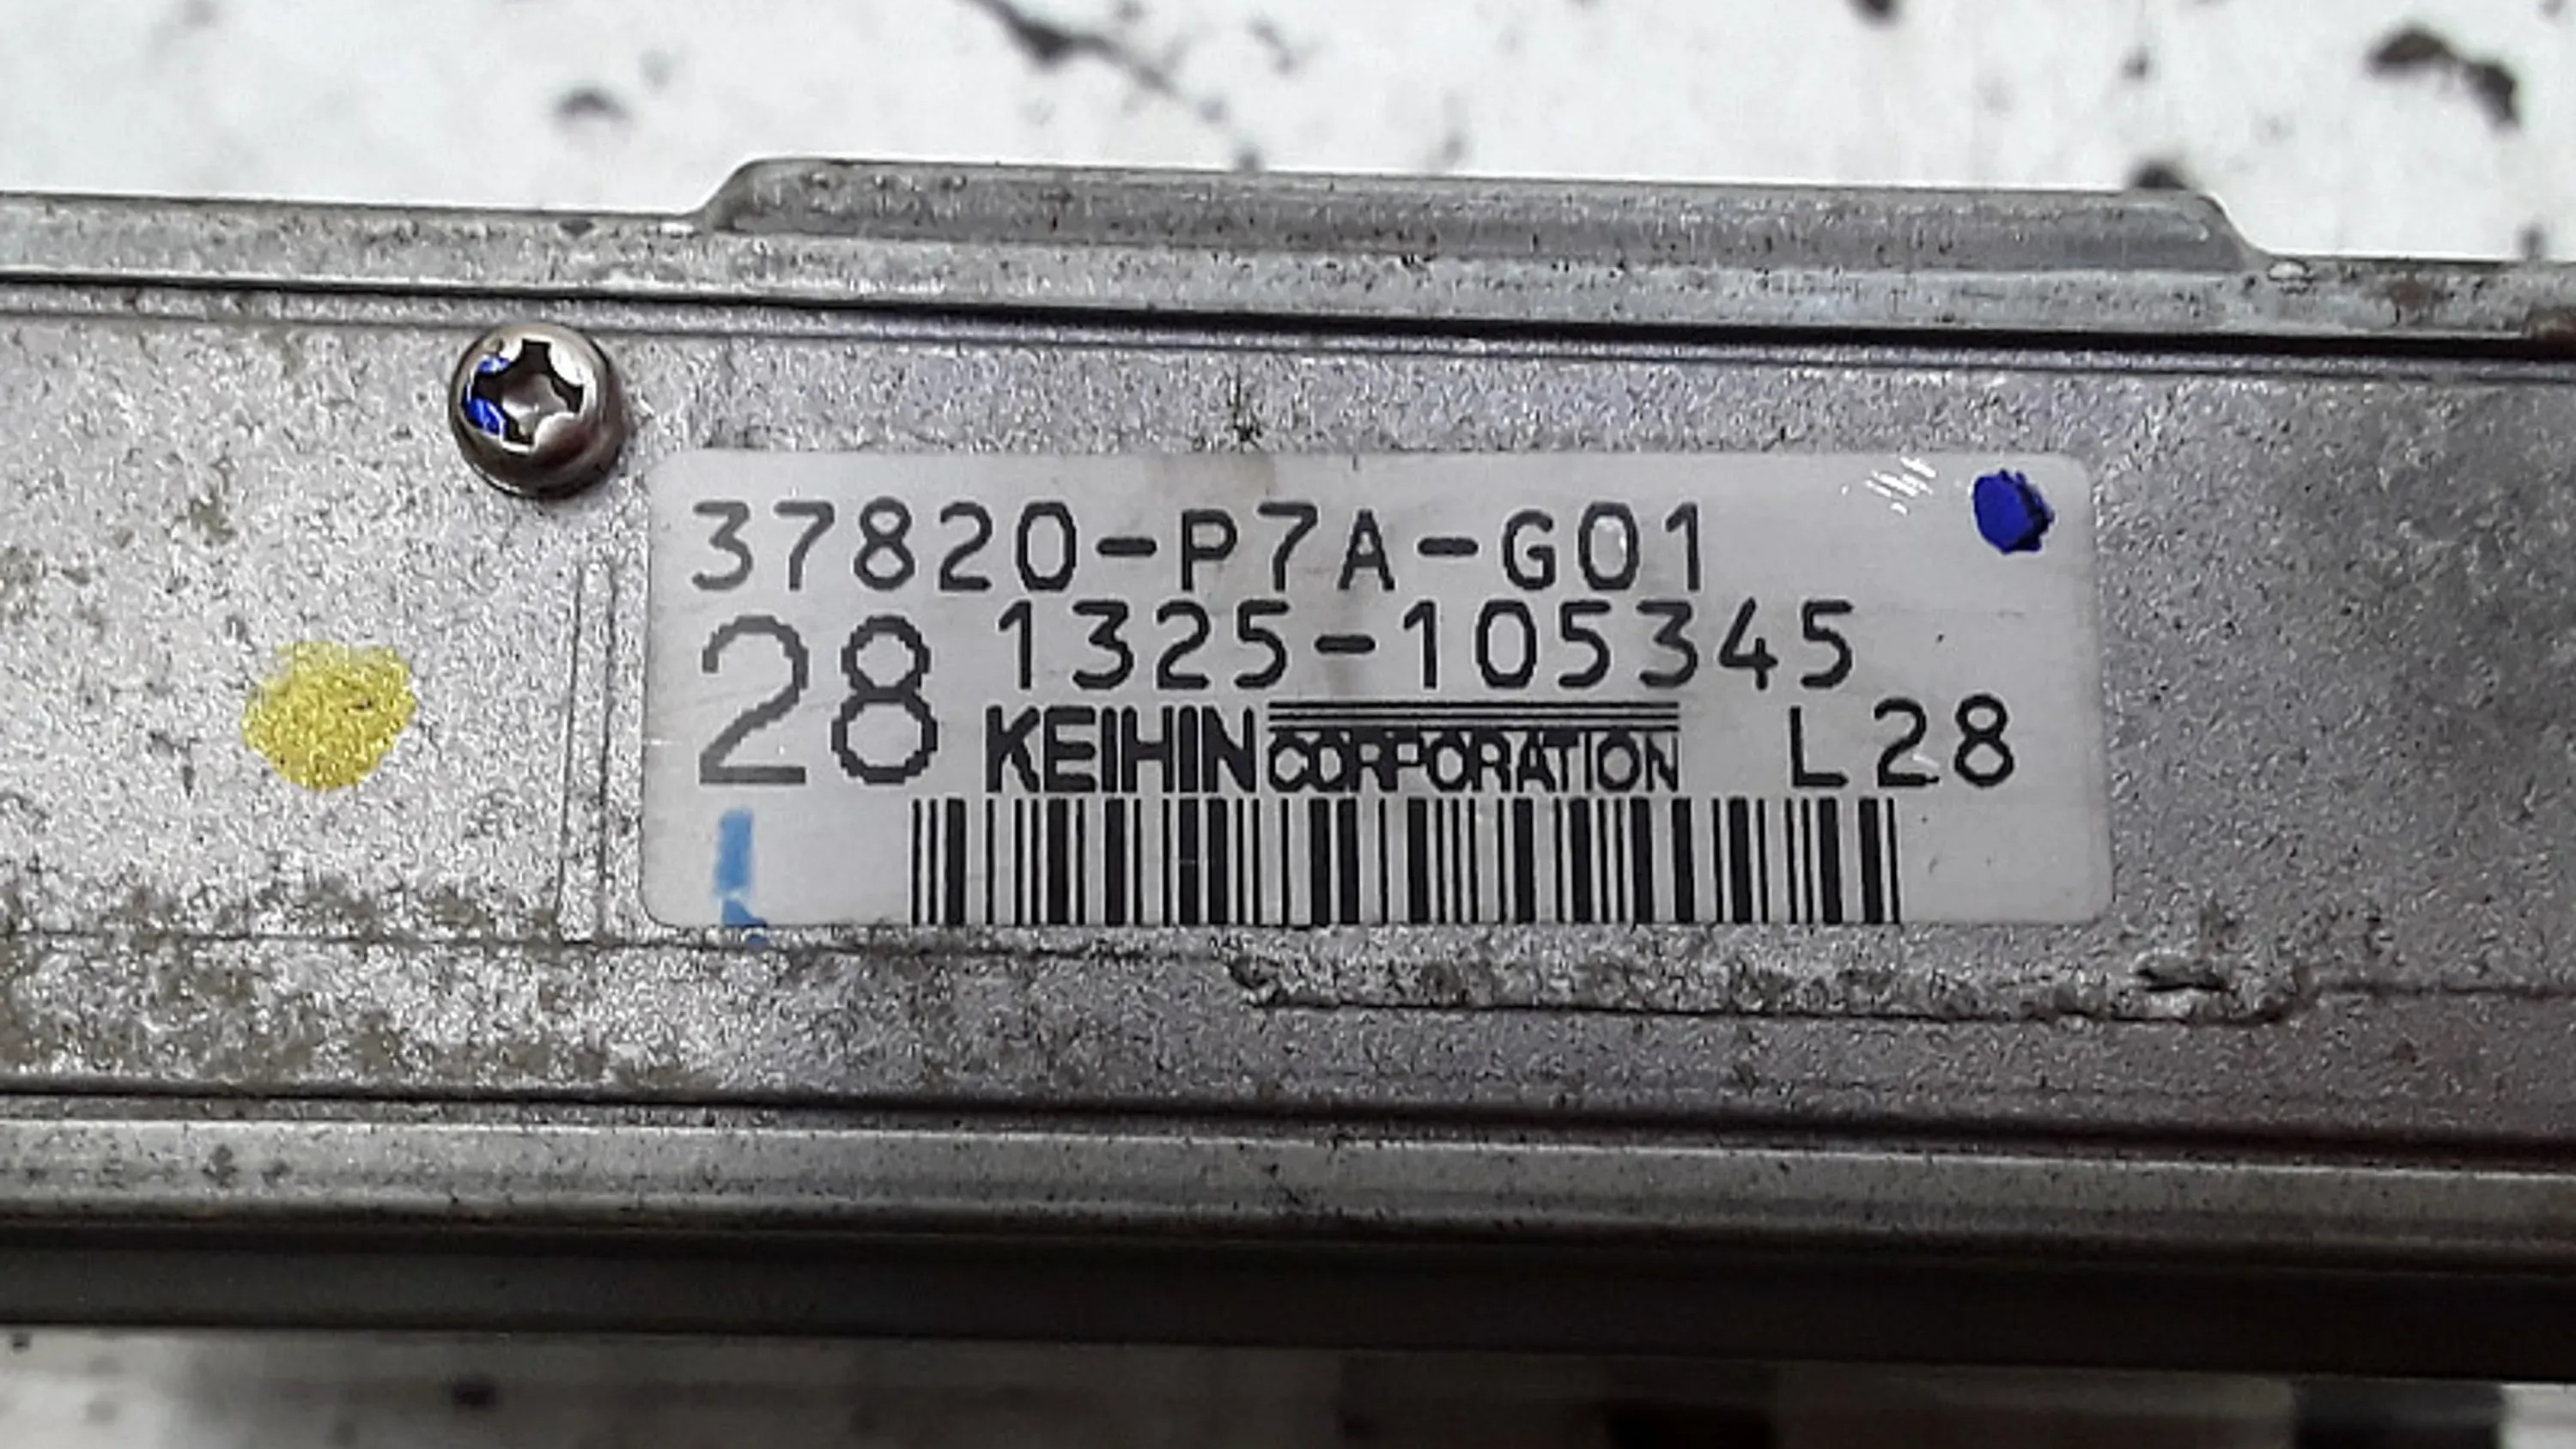 37820-P7A-G01
28 1325-105345
KEIHIN CORPORATION L28